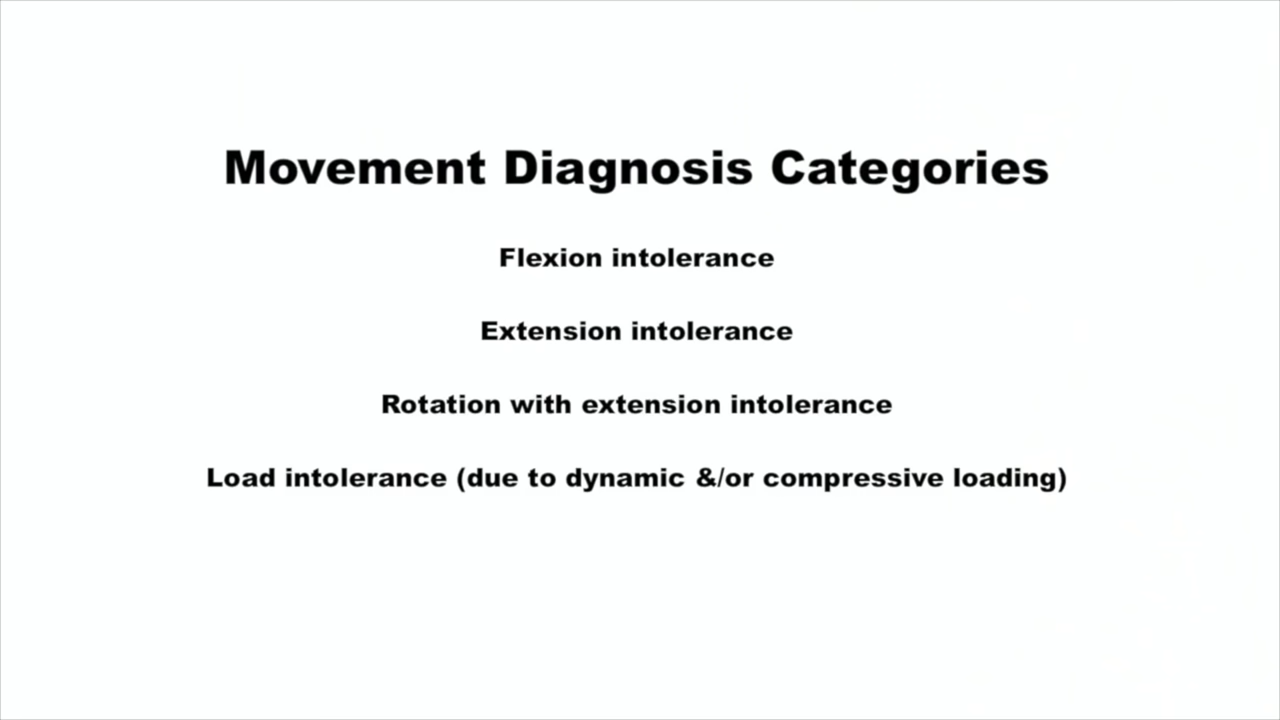 Movement Diagnosis Categories
Flexion intolerance
Extension intolerance
Rotation with extension intolerance
Load intolerance (due to dynamic &/or compressive loading)